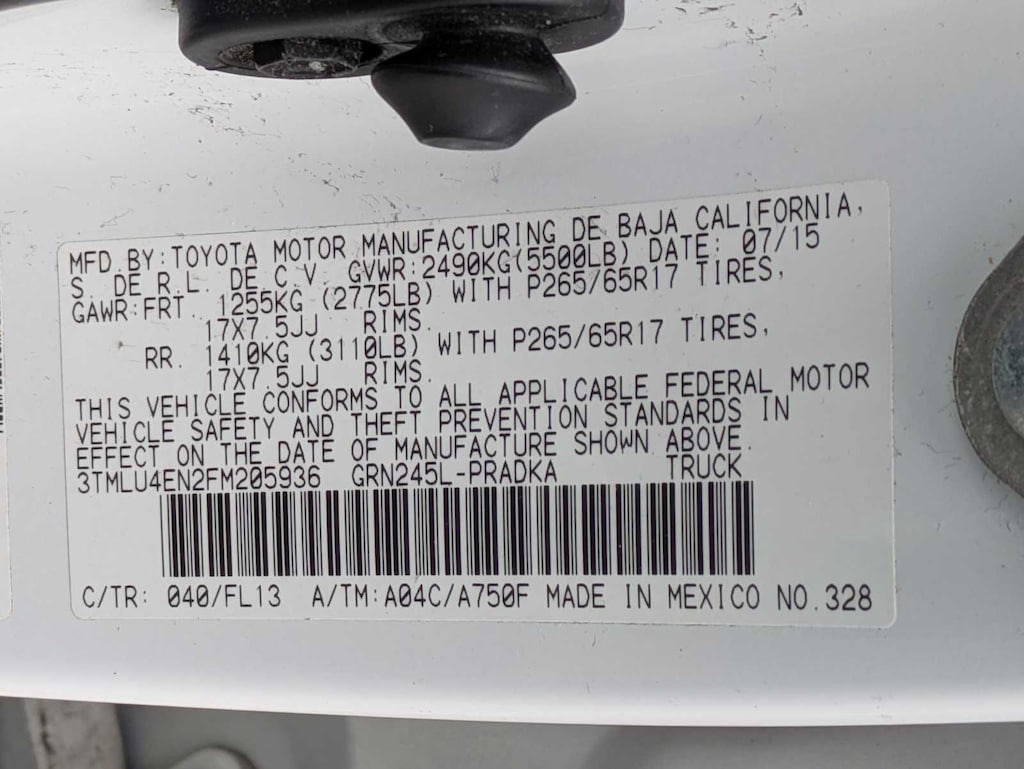 MFD BY:TOYOTA MOTOR MANUFACTURING DE BAJA CALIFORNIA,
S. DE R.L. DE C.V. GVWR:2490KG(5500LB) DATE: 07/15
GAWR:FRT. 1255KG (2775LB) WITH P265/65R17 TIRES,
17X7.5JJ RIMS.
RR. 1410KG (3110LB) WITH P265/65R17 TIRES,
17X7.5JJ RIMS.
THIS VEHICLE CONFORMS TO ALL APPLICABLE FEDERAL MOTOR
VEHICLE SAFETY AND THEFT PREVENTION STANDARDS IN
EFFECT ON THE DATE OF MANUFACTURE SHOWN ABOVE.
3TMLU4EN2FM205936 GRN245L-PRADKA TRUCK
C/TR: 040/FL13 A/TM:A04C/A750F MADE IN MEXICO NO.328